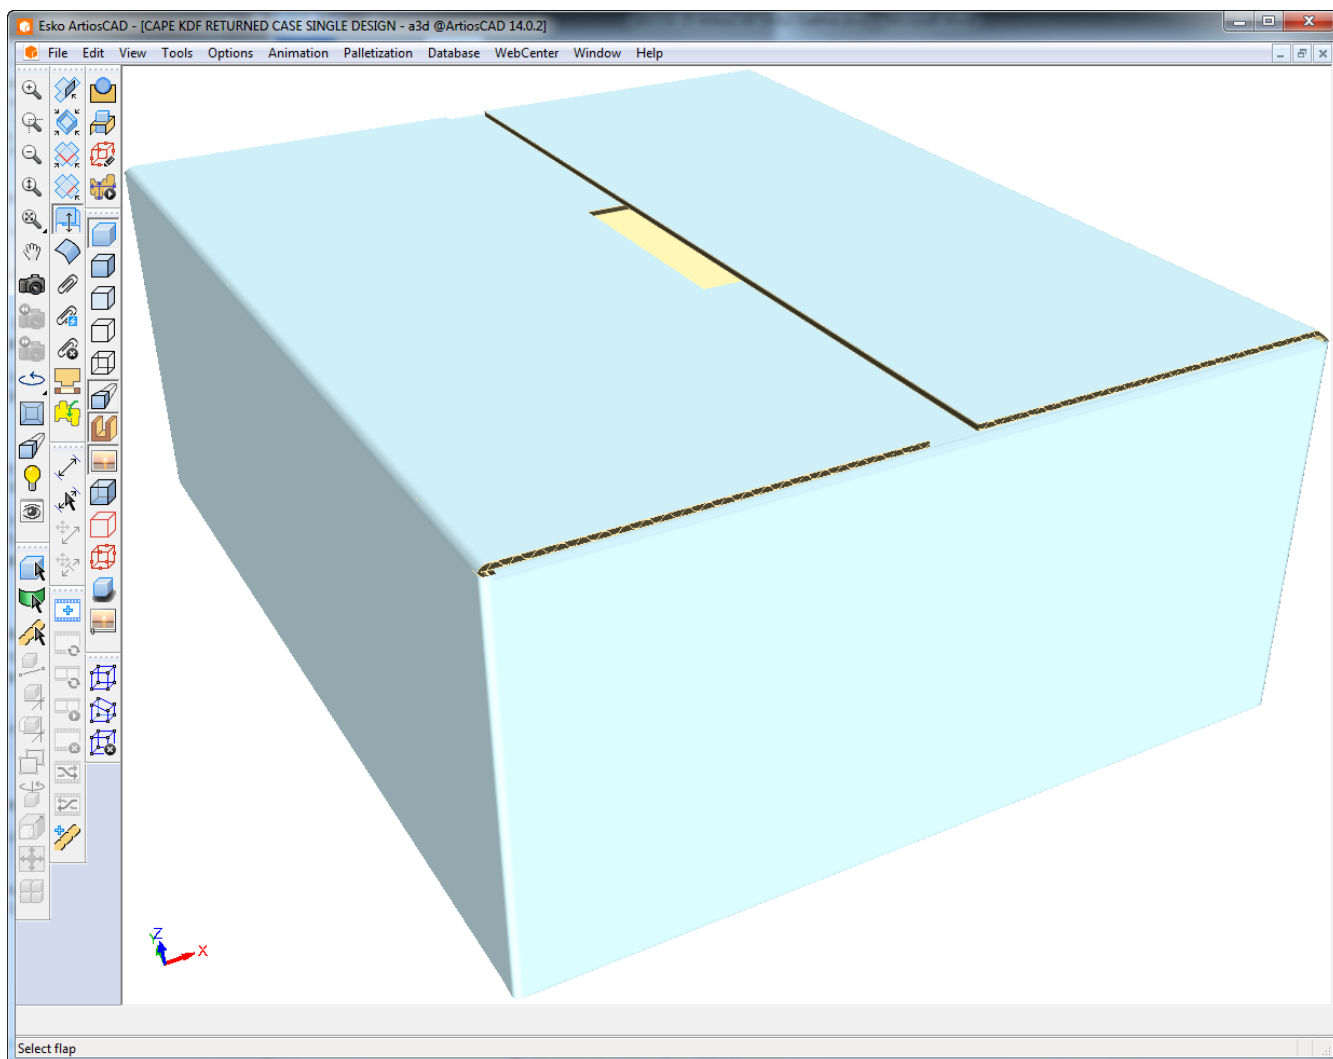 Esko ArtiosCAD - [CAPE KDF RETURNED CASE SINGLE DESIGN - a3d @ArtiosCAD 14.0.2]
File Edit View Tools Options Animation Palletization Database WebCenter Window Help
Z
Y
X
Select flap